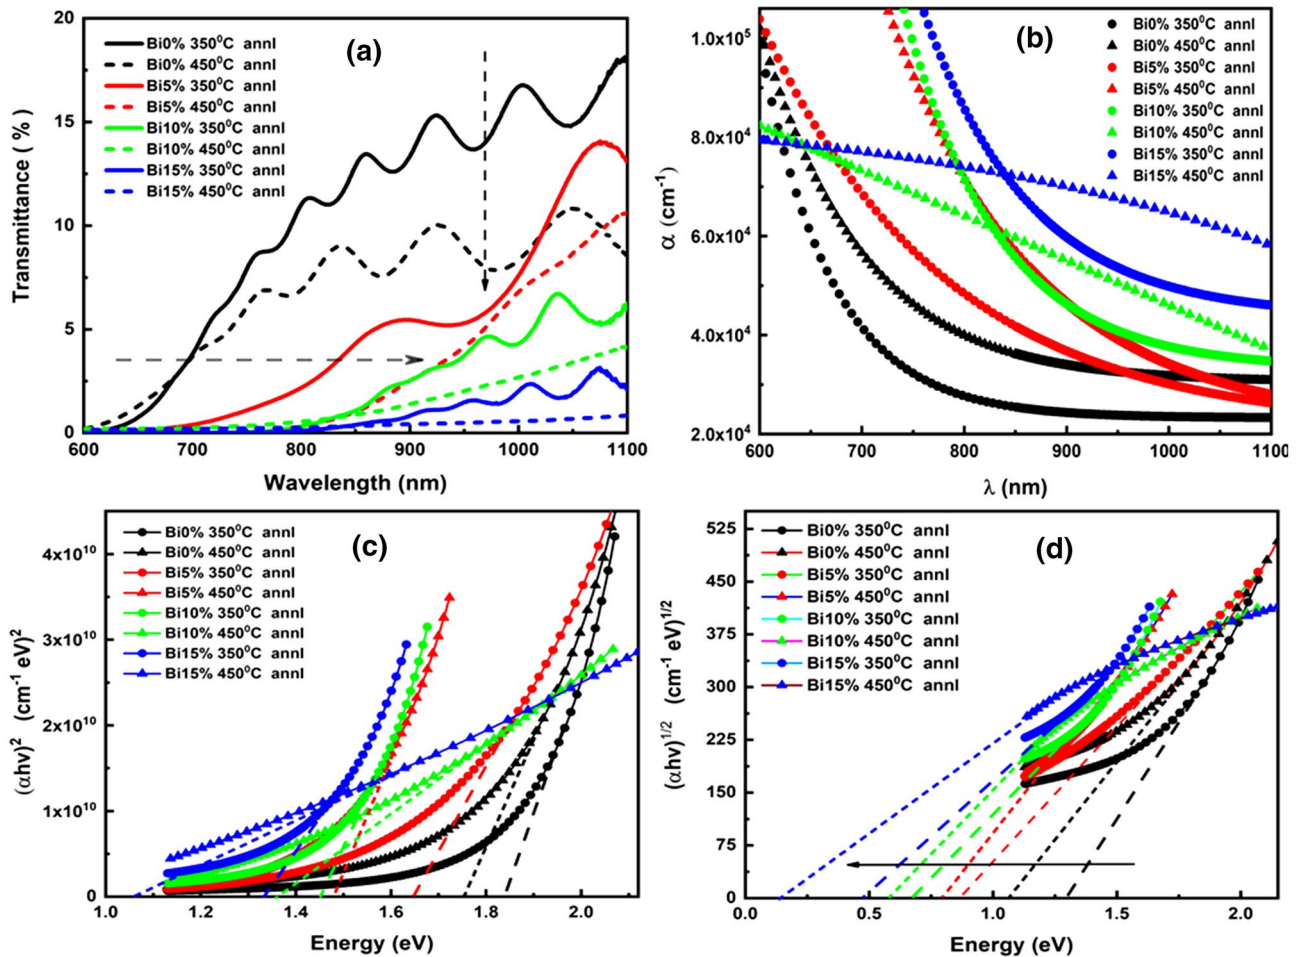 (a)
Bi0% 350⁰C annl
Bi0% 450⁰C annl
Bi5% 350⁰C annl
Bi5% 450⁰C annl
Bi10% 350⁰C annl
Bi10% 450⁰C annl
Bi15% 350⁰C annl
Bi15% 450⁰C annl
Transmittance ( % )
20
15
10
5
0
600 700 800 900 1000 1100
Wavelength (nm)
(b)
Bi0% 350⁰C annl
Bi0% 450⁰C annl
Bi5% 350⁰C annl
Bi5% 450⁰C annl
Bi10% 350⁰C annl
Bi10% 450⁰C annl
Bi15% 350⁰C annl
Bi15% 450⁰C annl
α (cm⁻¹)
1.0x10⁵
8.0x10⁴
6.0x10⁴
4.0x10⁴
2.0x10⁴
600 700 800 900 1000 1100
λ (nm)
(c)
Bi0% 350⁰C annl
Bi0% 450⁰C annl
Bi5% 350⁰C annl
Bi5% 450⁰C annl
Bi10% 350⁰C annl
Bi10% 450⁰C annl
Bi15% 350⁰C annl
Bi15% 450⁰C annl
(αhν)² (cm⁻¹ eV)²
4x10¹⁰
3x10¹⁰
2x10¹⁰
1x10¹⁰
0
1.0 1.2 1.4 1.6 1.8 2.0
Energy (eV)
(d)
Bi0% 350⁰C annl
Bi0% 450⁰C annl
Bi5% 350⁰C annl
Bi5% 450⁰C annl
Bi10% 350⁰C annl
Bi10% 450⁰C annl
Bi15% 350⁰C annl
Bi15% 450⁰C annl
(αhν)¹ᐟ² (cm⁻¹ eV)¹ᐟ²
525
450
375
300
225
150
75
0
0.0 0.5 1.0 1.5 2.0
Energy (eV)